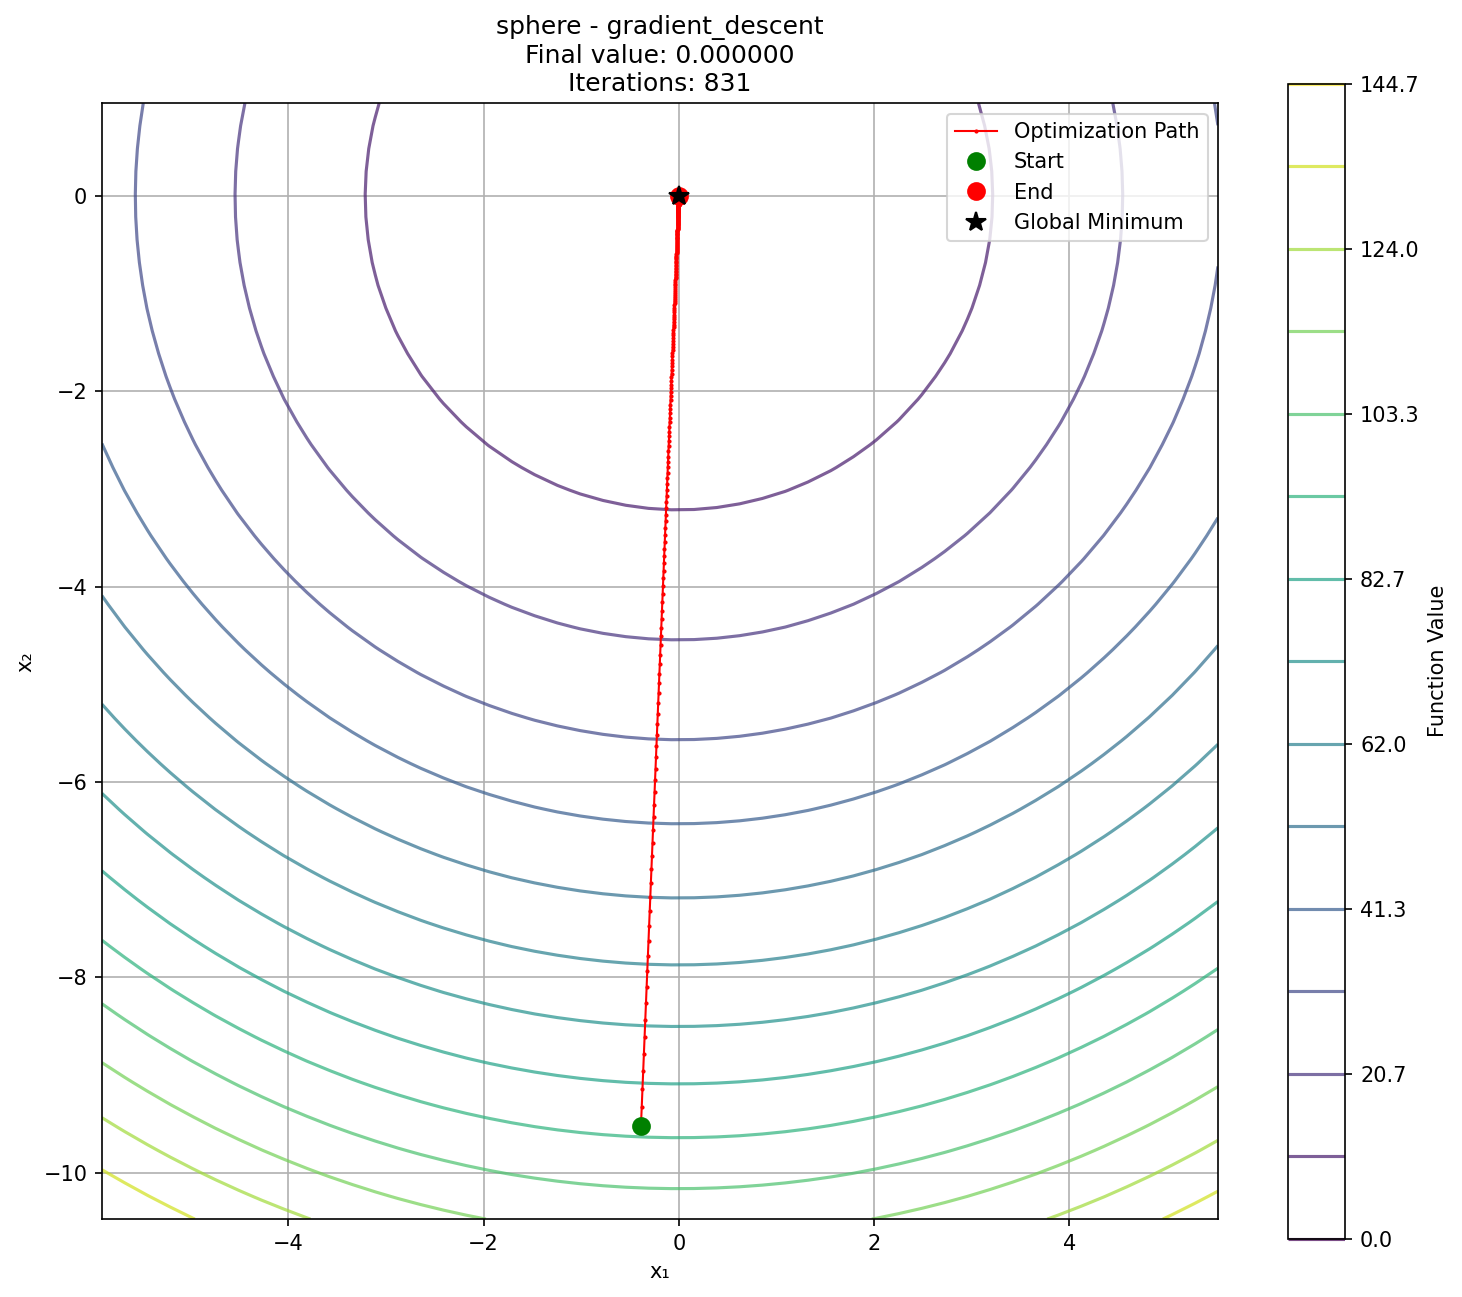 sphere - gradient_descent
Final value: 0.000000
Iterations: 831
Optimization Path
Start
End
Global Minimum
0
−2
−4
−6
−8
−10
x₂
−4
−2
0
2
4
x₁
144.7
124.0
103.3
82.7
62.0
41.3
20.7
0.0
Function Value